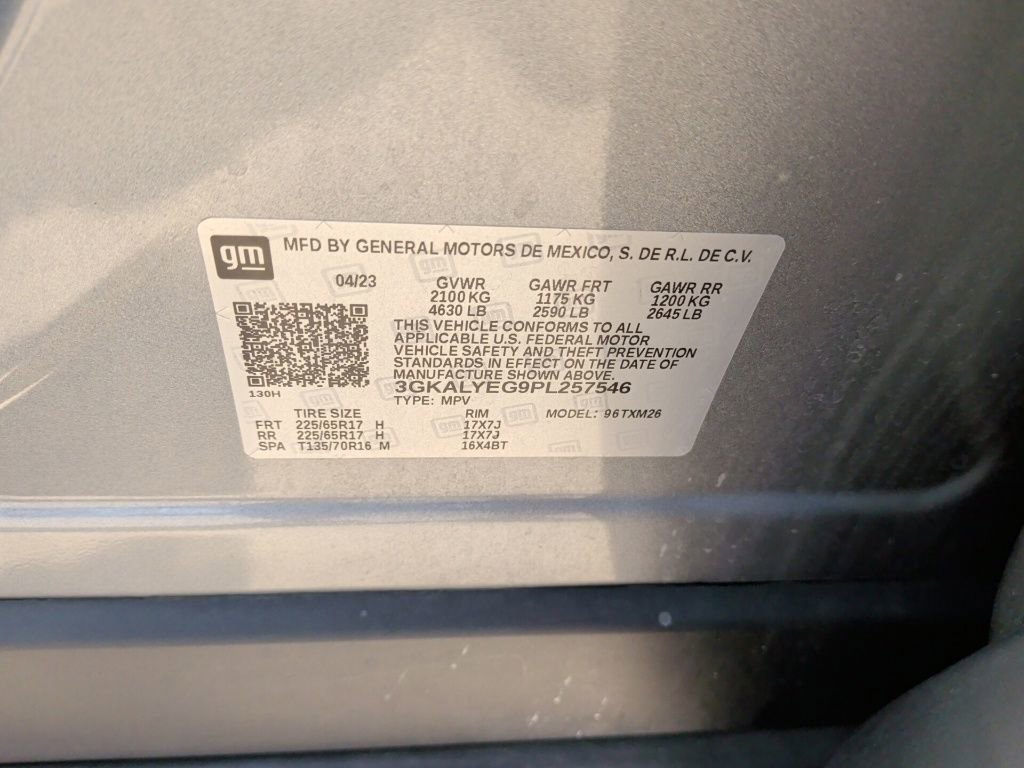 gm MFD BY GENERAL MOTORS DE MEXICO, S. DE R.L. DE C.V.
04/23 GVWR GAWR FRT GAWR RR
2100 KG 1175 KG 1200 KG
4630 LB 2590 LB 2645 LB
THIS VEHICLE CONFORMS TO ALL
APPLICABLE U.S. FEDERAL MOTOR
VEHICLE SAFETY AND THEFT PREVENTION
STANDARDS IN EFFECT ON THE DATE OF
MANUFACTURE SHOWN ABOVE.
3GKALYEG9PL257546
130H TYPE: MPV
TIRE SIZE RIM MODEL: 96TXM26
FRT 225/65R17 H 17X7J
RR 225/65R17 H 17X7J
SPA T135/70R16 M 16X4BT